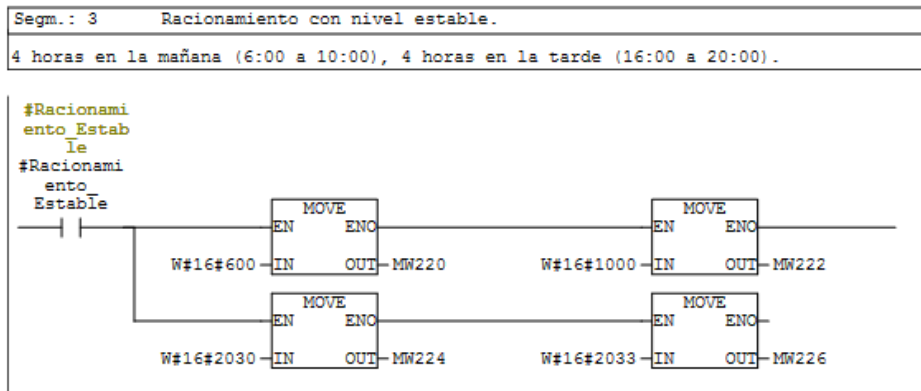 Segm.: 3 Racionamiento con nivel estable.
4 horas en la mañana (6:00 a 10:00), 4 horas en la tarde (16:00 a 20:00).
#Racionami
ento_Estab
le
#Racionami
ento_
Estable
MOVE MOVE
EN ENO EN ENO
W#16#600 IN OUT MW220 W#16#1000 IN OUT MW222
MOVE MOVE
EN ENO EN ENO
W#16#2030 IN OUT MW224 W#16#2033 IN OUT MW226